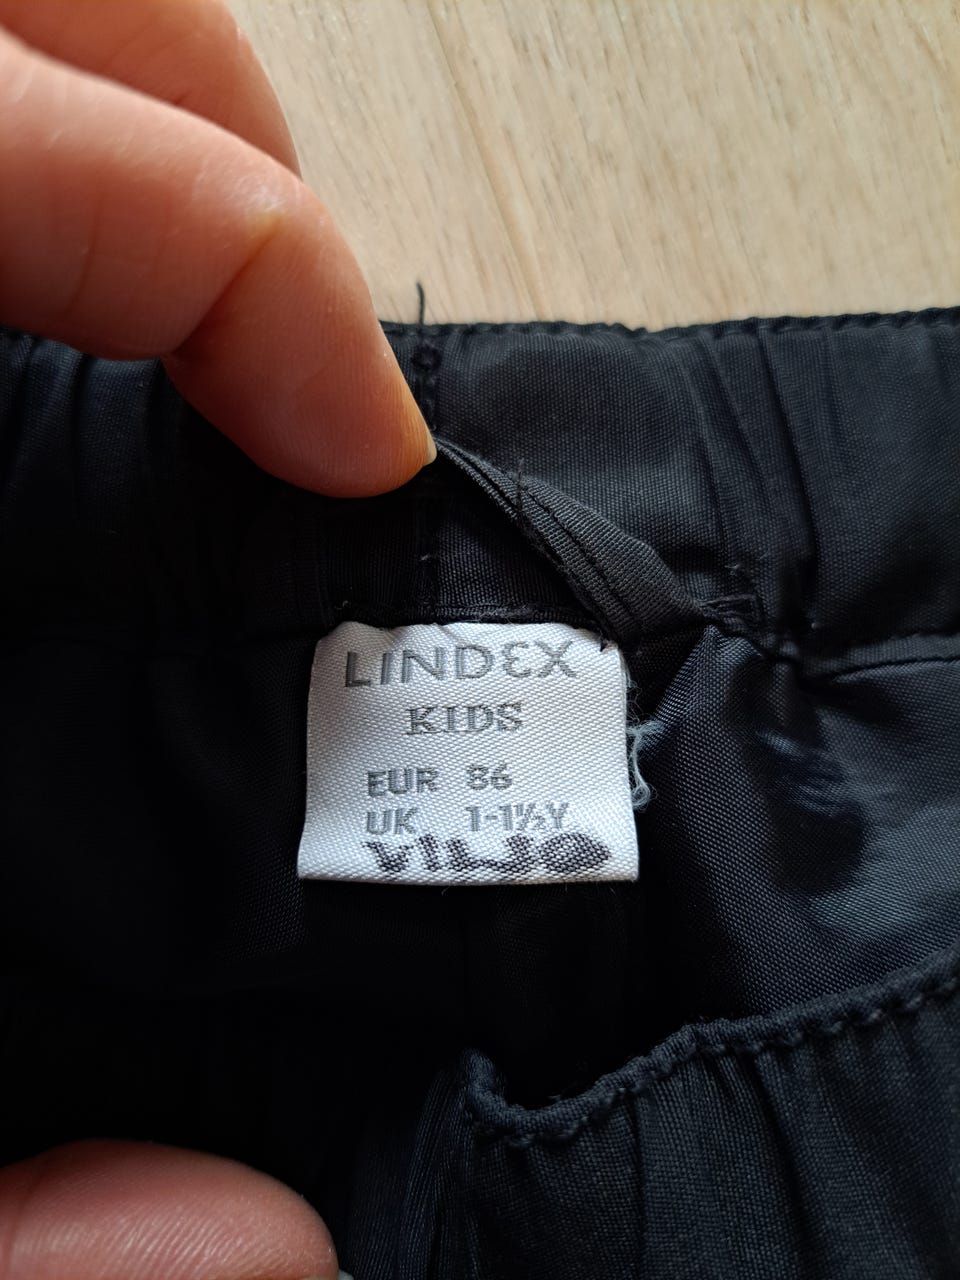 LINDEX
KIDS
EUR 86
UK 1-1½Y
VILJO